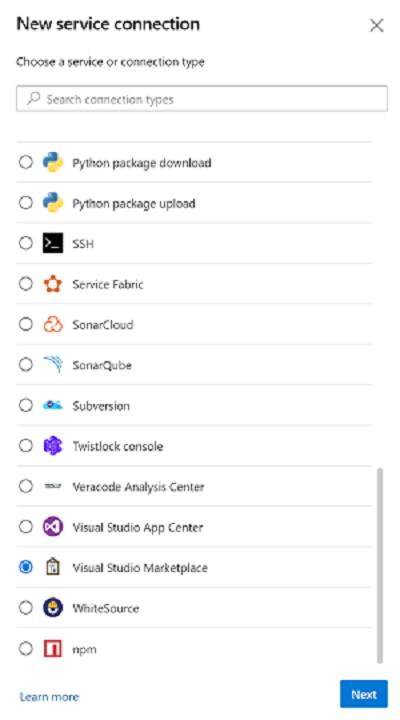 New service connection
Choose a service or connection type
Search connection types
Python package download
Python package upload
SSH
Service Fabric
SonarCloud
SonarQube
Subversion
Twistlock console
Veracode Analysis Center
Visual Studio App Center
Visual Studio Marketplace
WhiteSource
npm
Learn more
Next